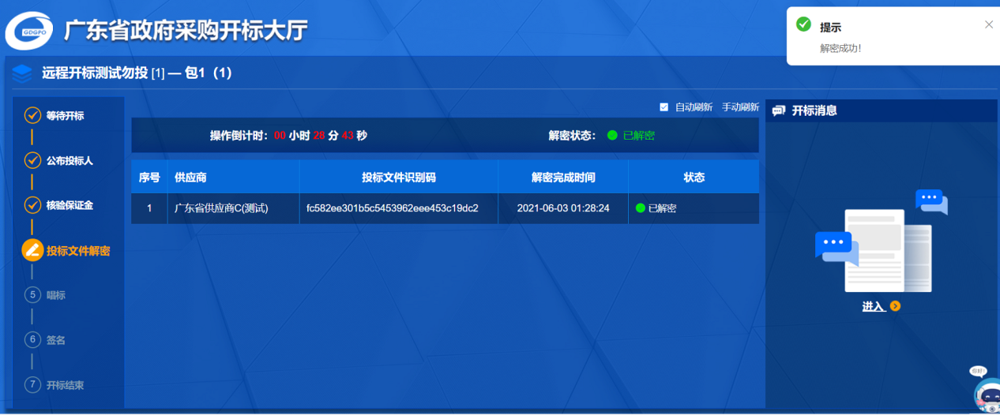 GDGPO
广东省政府采购开标大厅
提示
解密成功!
远程开标测试勿投 [1] — 包1（1）
等待开标
公布投标人
核验保证金
投标文件解密
5 唱标
6 签名
7 开标结束
自动刷新 手动刷新
操作倒计时: 00 小时 28 分 43 秒 解密状态: 已解密
序号 供应商 投标文件识别码 解密完成时间 状态
1 广东省供应商C(测试) fc582ee301b5c5453962eee453c19dc2 2021-06-03 01:28:24 已解密
开标消息
进入
你好!